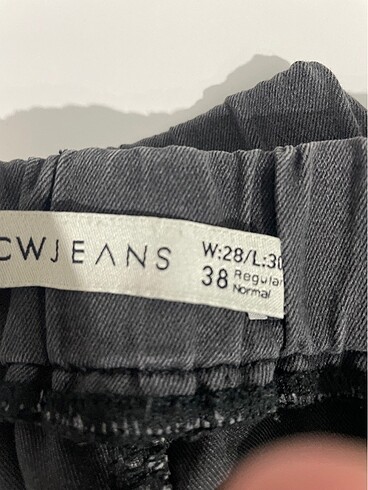 CWJEANS
W:28/L:30
38 Regular
Normal